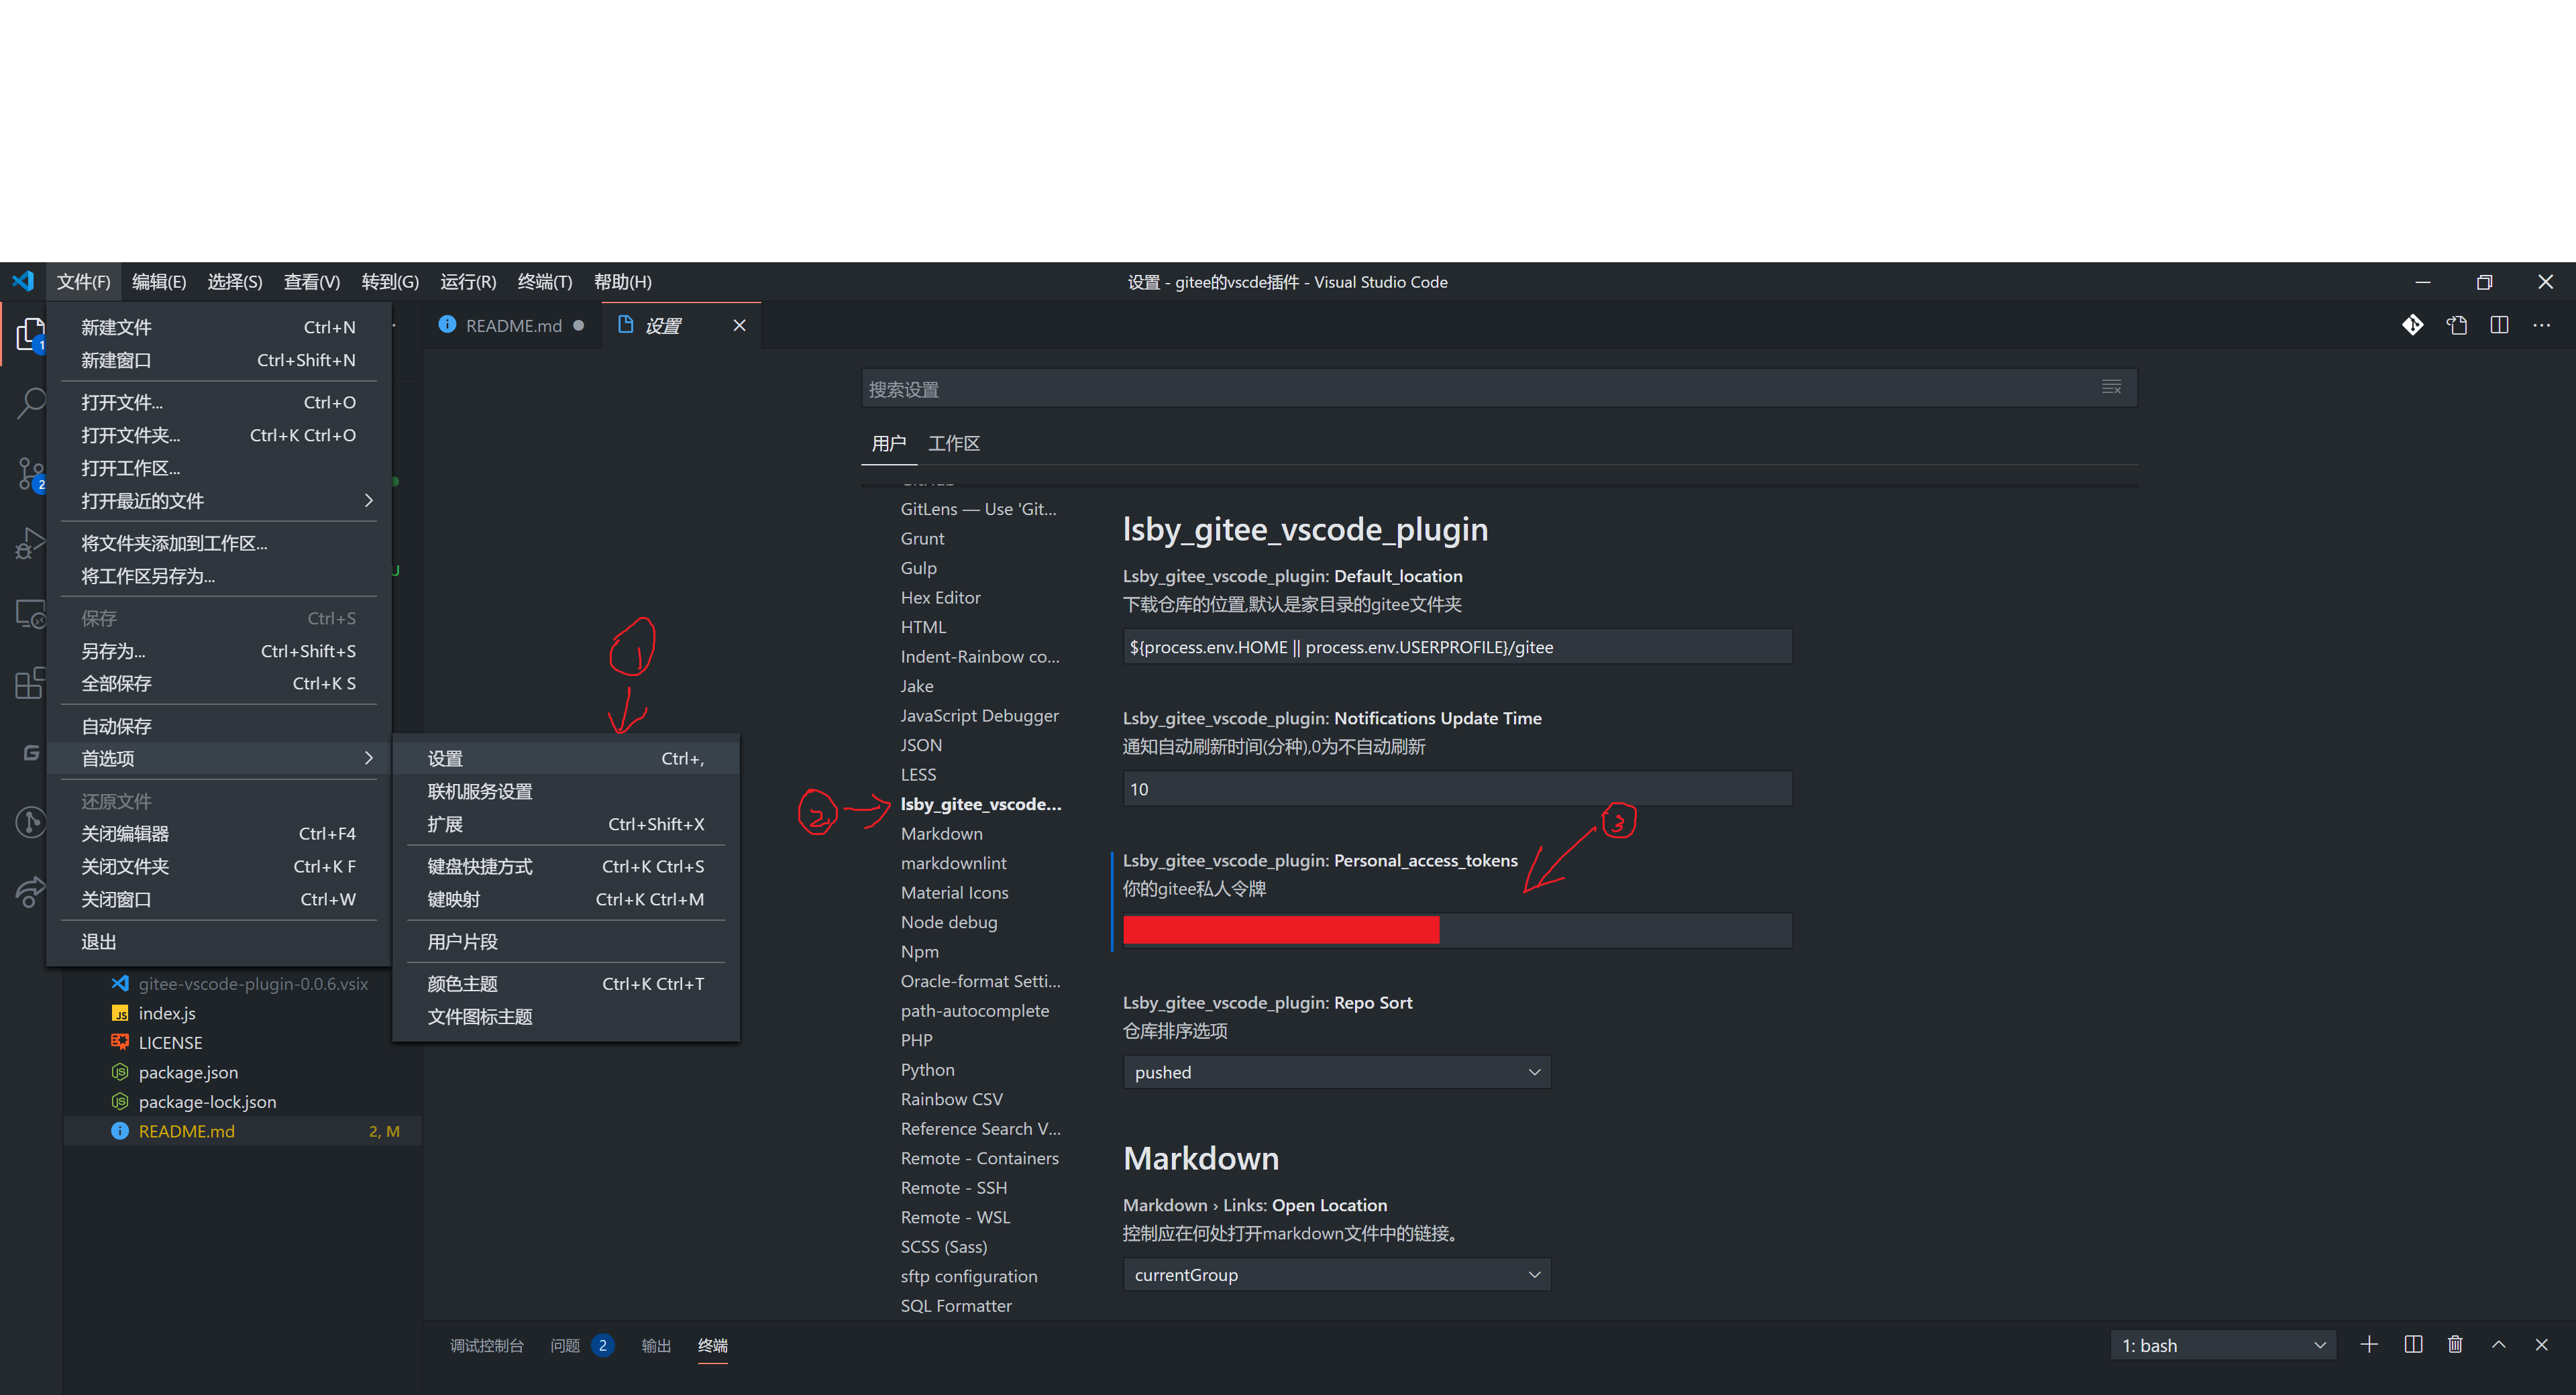 文件(F) 编辑(E) 选择(S) 查看(V) 转到(G) 运行(R) 终端(T) 帮助(H)
设置 - gitee的vscde插件 - Visual Studio Code
README.md
设置
1
2
新建文件 Ctrl+N
新建窗口 Ctrl+Shift+N
打开文件... Ctrl+O
打开文件夹... Ctrl+K Ctrl+O
打开工作区...
打开最近的文件
将文件夹添加到工作区...
将工作区另存为...
保存 Ctrl+S
另存为... Ctrl+Shift+S
全部保存 Ctrl+K S
自动保存
首选项
还原文件
关闭编辑器 Ctrl+F4
关闭文件夹 Ctrl+K F
关闭窗口 Ctrl+W
退出
U
设置 Ctrl+,
联机服务设置
扩展 Ctrl+Shift+X
键盘快捷方式 Ctrl+K Ctrl+S
键映射 Ctrl+K Ctrl+M
用户片段
颜色主题 Ctrl+K Ctrl+T
文件图标主题
gitee-vscode-plugin-0.0.6.vsix
index.js
LICENSE
package.json
package-lock.json
README.md 2, M
1
2
3
搜索设置
用户 工作区
GitLens — Use 'Git...
Grunt
Gulp
Hex Editor
HTML
Indent-Rainbow co...
Jake
JavaScript Debugger
JSON
LESS
lsby_gitee_vscode...
Markdown
markdownlint
Material Icons
Node debug
Npm
Oracle-format Setti...
path-autocomplete
PHP
Python
Rainbow CSV
Reference Search V...
Remote - Containers
Remote - SSH
Remote - WSL
SCSS (Sass)
sftp configuration
SQL Formatter
lsby_gitee_vscode_plugin
Lsby_gitee_vscode_plugin: Default_location
下载仓库的位置,默认是家目录的gitee文件夹
${process.env.HOME || process.env.USERPROFILE}/gitee
Lsby_gitee_vscode_plugin: Notifications Update Time
通知自动刷新时间(分种),0为不自动刷新
10
Lsby_gitee_vscode_plugin: Personal_access_tokens
你的gitee私人令牌
Lsby_gitee_vscode_plugin: Repo Sort
仓库排序选项
pushed
Markdown
Markdown › Links: Open Location
控制应在何处打开markdown文件中的链接。
currentGroup
调试控制台 问题 2 输出 终端
1: bash